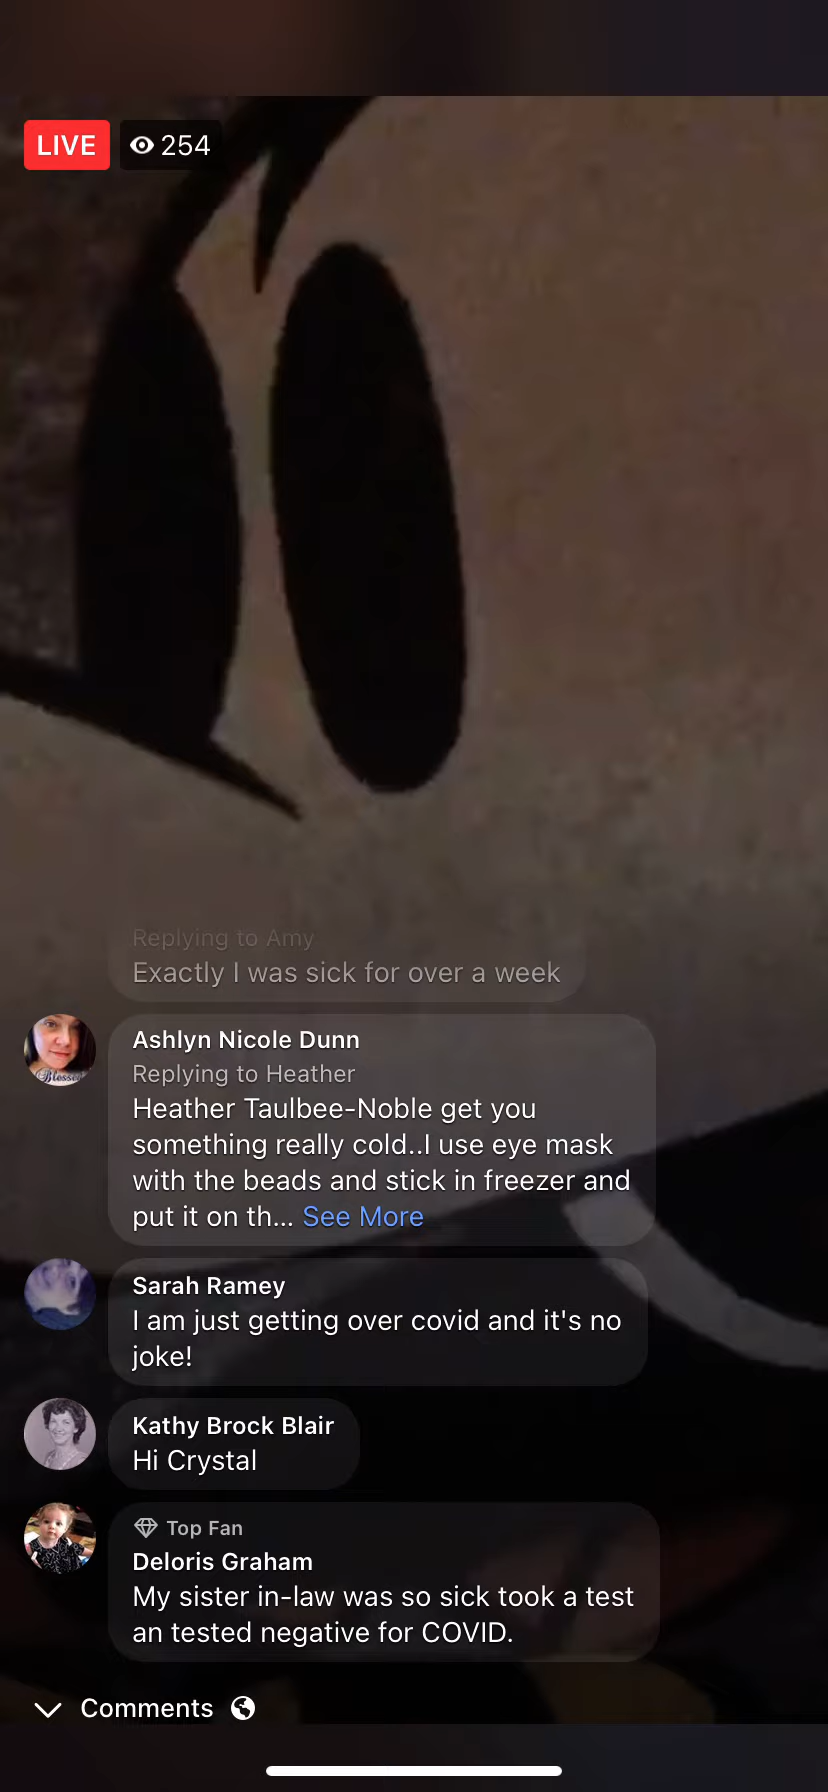 LIVE 254
Replying to Amy
Exactly I was sick for over a week
Ashlyn Nicole Dunn
Replying to Heather
Heather Taulbee-Noble get you
something really cold..I use eye mask
with the beads and stick in freezer and
put it on th... See More
Sarah Ramey
I am just getting over covid and it's no
joke!
Kathy Brock Blair
Hi Crystal
Top Fan
Deloris Graham
My sister in-law was so sick took a test
an tested negative for COVID.
Comments